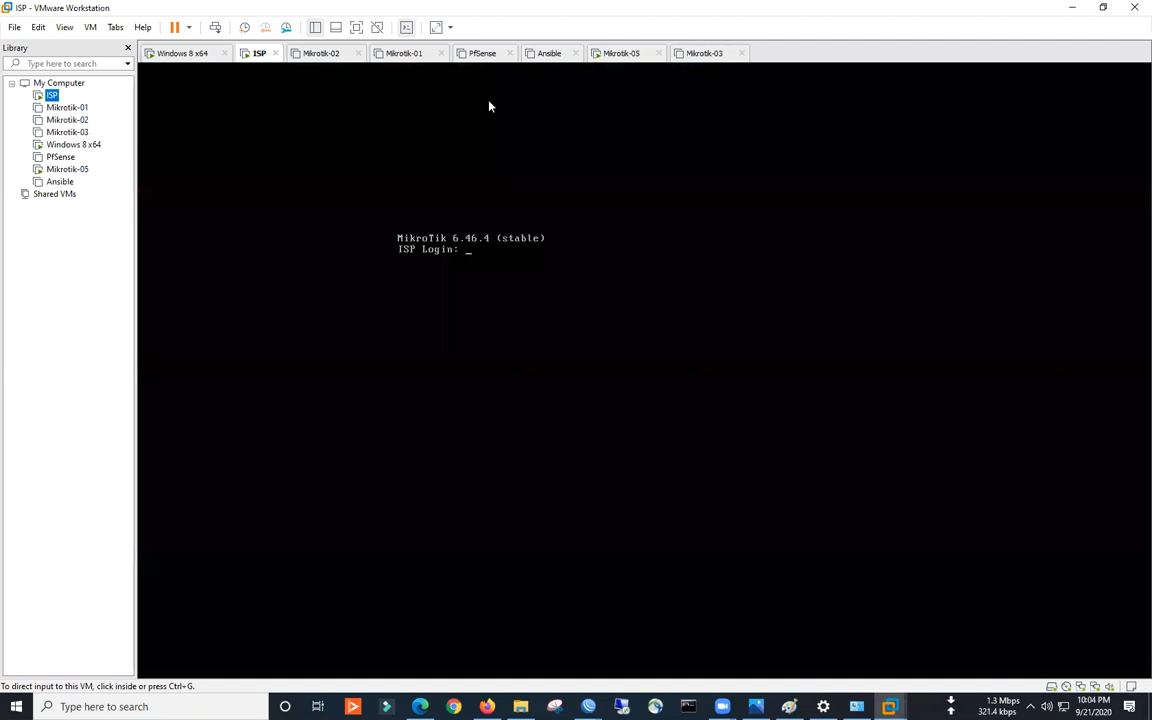 ISP - VMware Workstation
File Edit View VM Tabs Help
Library
Type here to search
My Computer
ISP
Mikrotik-01
Mikrotik-02
Mikrotik-03
Windows 8 x64
PfSense
Mikrotik-05
Ansible
Shared VMs
Windows 8 x64 ISP Mikrotik-02 Mikrotik-01 PfSense Ansible Mikrotik-05 Mikrotik-03
MikroTik 6.46.4 (stable)
ISP Login: _
To direct input to this VM, click inside or press Ctrl+G.
Type here to search
1.3 Mbps
321.4 kbps
10:04 PM
9/21/2020